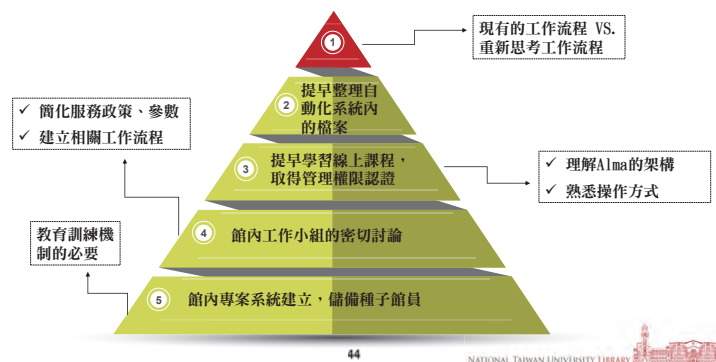 1
現有的工作流程 VS.
重新思考工作流程
2
提早整理自
動化系統內
的檔案
✓ 簡化服務政策、參數
✓ 建立相關工作流程
3
提早學習線上課程，
取得管理權限認證
✓ 理解Alma的架構
✓ 熟悉操作方式
4
館內工作小組的密切討論
教育訓練機
制的必要
5
館內專案系統建立，儲備種子館員
44
NATIONAL TAIWAN UNIVERSITY LIBRARY